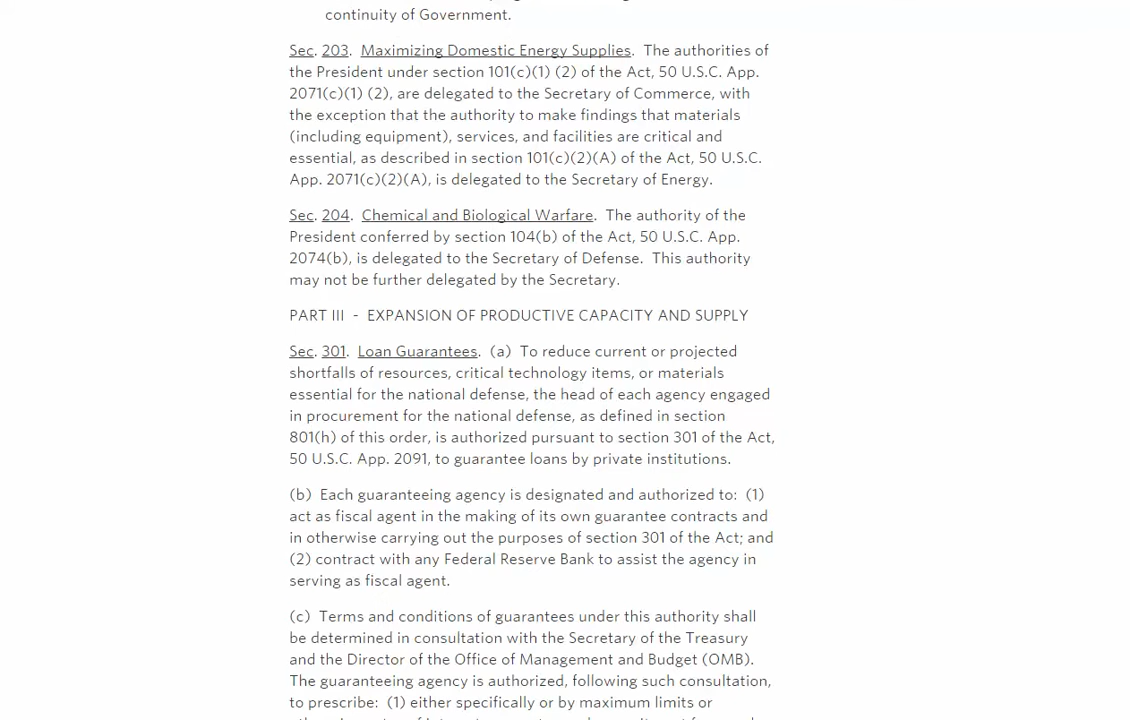 continuity of Government.
Sec. 203. Maximizing Domestic Energy Supplies. The authorities of
the President under section 101(c)(1) (2) of the Act, 50 U.S.C. App.
2071(c)(1) (2), are delegated to the Secretary of Commerce, with
the exception that the authority to make findings that materials
(including equipment), services, and facilities are critical and
essential, as described in section 101(c)(2)(A) of the Act, 50 U.S.C.
App. 2071(c)(2)(A), is delegated to the Secretary of Energy.
Sec. 204. Chemical and Biological Warfare. The authority of the
President conferred by section 104(b) of the Act, 50 U.S.C. App.
2074(b), is delegated to the Secretary of Defense. This authority
may not be further delegated by the Secretary.
PART III - EXPANSION OF PRODUCTIVE CAPACITY AND SUPPLY
Sec. 301. Loan Guarantees. (a) To reduce current or projected
shortfalls of resources, critical technology items, or materials
essential for the national defense, the head of each agency engaged
in procurement for the national defense, as defined in section
801(h) of this order, is authorized pursuant to section 301 of the Act,
50 U.S.C. App. 2091, to guarantee loans by private institutions.
(b) Each guaranteeing agency is designated and authorized to: (1)
act as fiscal agent in the making of its own guarantee contracts and
in otherwise carrying out the purposes of section 301 of the Act; and
(2) contract with any Federal Reserve Bank to assist the agency in
serving as fiscal agent.
(c) Terms and conditions of guarantees under this authority shall
be determined in consultation with the Secretary of the Treasury
and the Director of the Office of Management and Budget (OMB).
The guaranteeing agency is authorized, following such consultation,
to prescribe: (1) either specifically or by maximum limits or